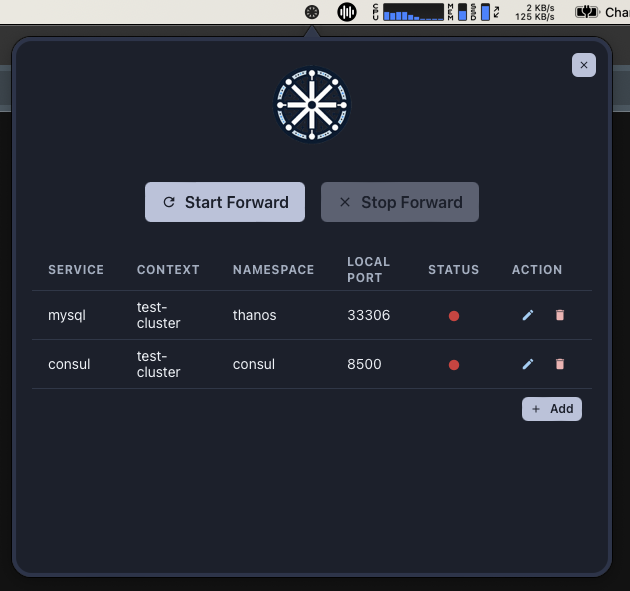 CPU
MEM
SSD
2 KB/s
125 KB/s
Cha
Start Forward
Stop Forward
SERVICE CONTEXT NAMESPACE LOCAL PORT STATUS ACTION
mysql test-cluster thanos 33306
consul test-cluster consul 8500
Add